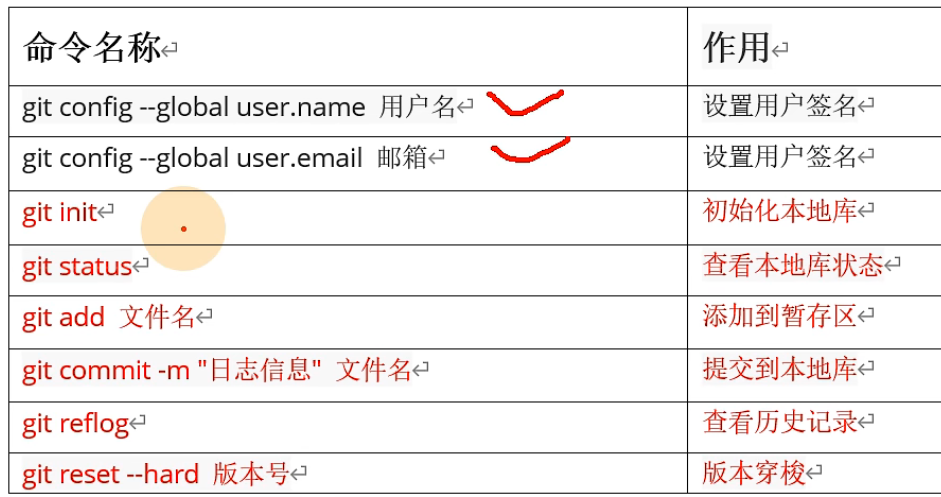 命令名称 作用
git config --global user.name 用户名 设置用户签名
git config --global user.email 邮箱 设置用户签名
git init 初始化本地库
git status 查看本地库状态
git add 文件名 添加到暂存区
git commit -m "日志信息" 文件名 提交到本地库
git reflog 查看历史记录
git reset --hard 版本号 版本穿梭